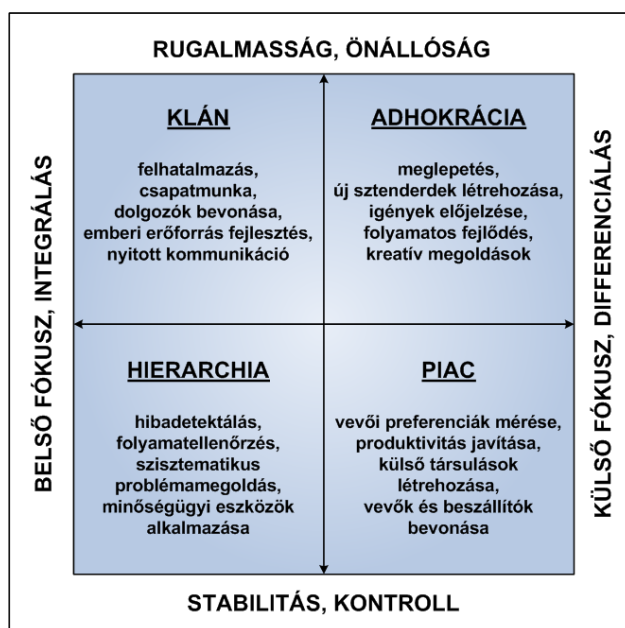 RUGALMASSÁG, ÖNÁLLÓSÁG
BELSŐ FÓKUSZ, INTEGRÁLÁS
KLÁN
felhatalmazás,
csapatmunka,
dolgozók bevonása,
emberi erőforrás fejlesztés,
nyitott kommunikáció
ADHOKRÁCIA
meglepetés,
új sztenderdek létrehozása,
igények előjelzése,
folyamatos fejlődés,
kreatív megoldások
HIERARCHIA
hibadetektálás,
folyamatellenőrzés,
szisztematikus
problémamegoldás,
minőségügyi eszközök
alkalmazása
PIAC
vevői preferenciák mérése,
produktivitás javítása,
külső társulások
létrehozása,
vevők és beszállítók
bevonása
KÜLSŐ FÓKUSZ, DIFFERENCIÁLÁS
STABILITÁS, KONTROLL